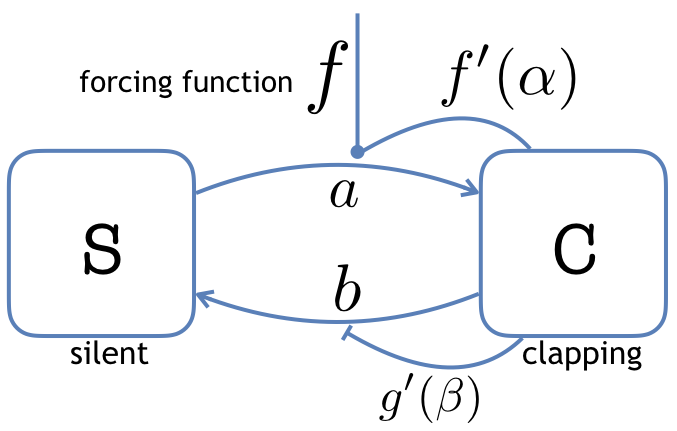 forcing function f
f′(α)
a
S
C
b
silent
clapping
g′(β)